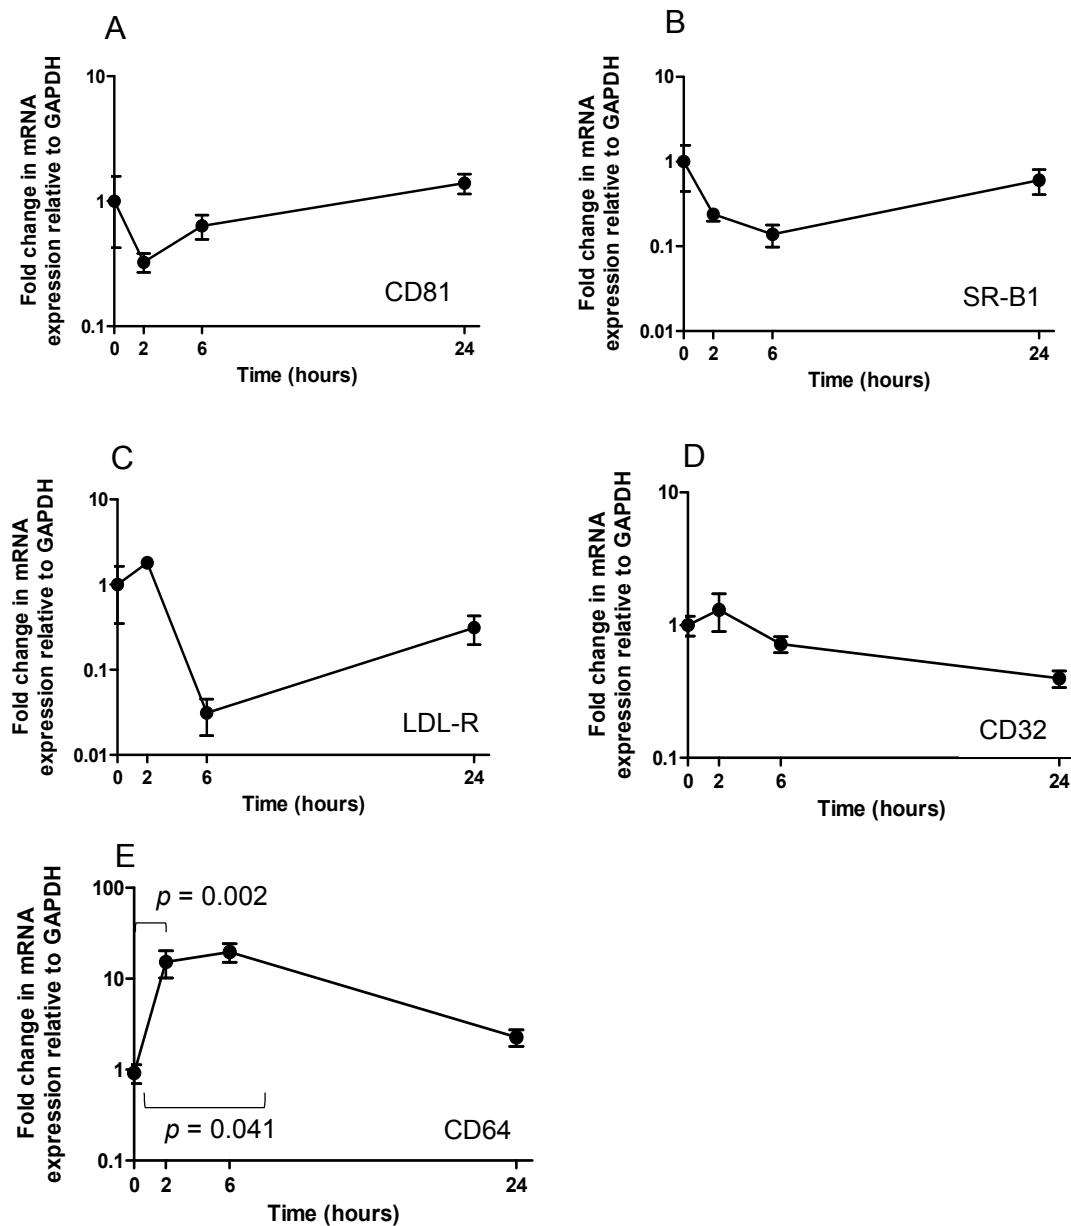 A
Fold change in mRNA
expression relative to GAPDH
10
1
0.1
0 2 6 24
Time (hours)
CD81
B
Fold change in mRNA
expression relative to GAPDH
10
1
0.1
0.01
0 2 6 24
Time (hours)
SR-B1
C
Fold change in mRNA
expression relative to GAPDH
10
1
0.1
0.01
0 2 6 24
Time (hours)
LDL-R
D
Fold change in mRNA
expression relative to GAPDH
10
1
0.1
0 2 6 24
Time (hours)
CD32
E
Fold change in mRNA
expression relative to GAPDH
100
10
1
0.1
p = 0.002
p = 0.041
CD64
0 2 6 24
Time (hours)